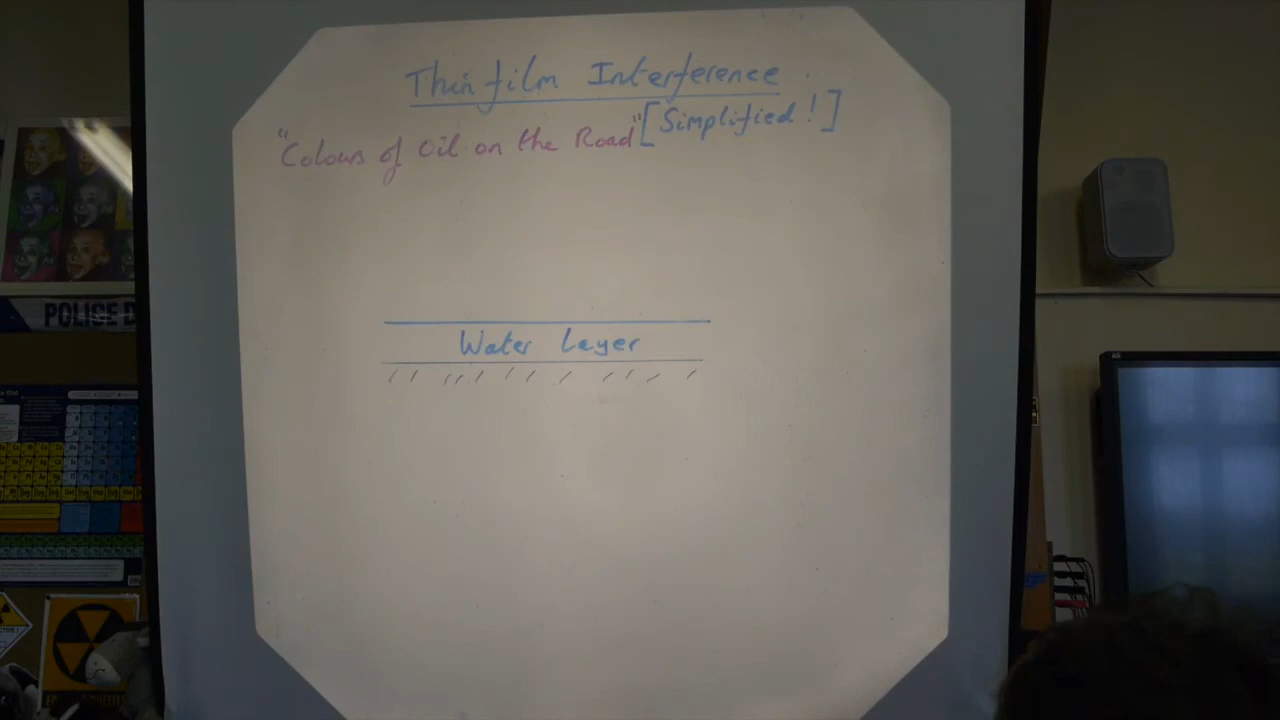 Thin film Interference
"Colours of Oil on the Road" [Simplified!]
Water Layer
POLICE D